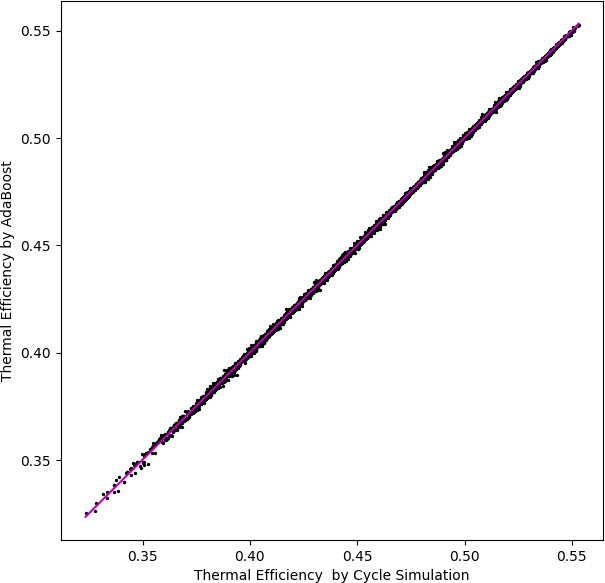 Thermal Efficiency by AdaBoost
0.55
0.50
0.45
0.40
0.35
0.35 0.40 0.45 0.50 0.55
Thermal Efficiency  by Cycle Simulation